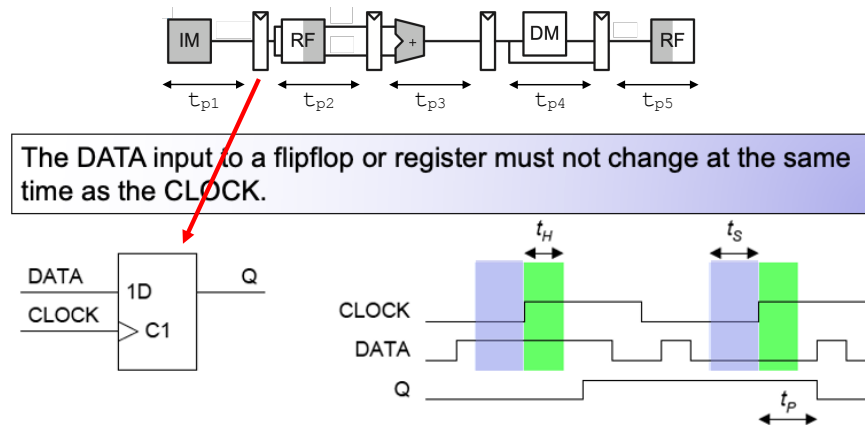 IM RF + DM RF
tp1 tp2 tp3 tp4 tp5
The DATA input to a flipflop or register must not change at the same
time as the CLOCK.
tH tS
DATA 1D Q
CLOCK C1
CLOCK
DATA
Q
tP